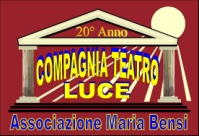 20° Anno
COMPAGNIA TEATRO
LUCE
Associazione Maria Bensi